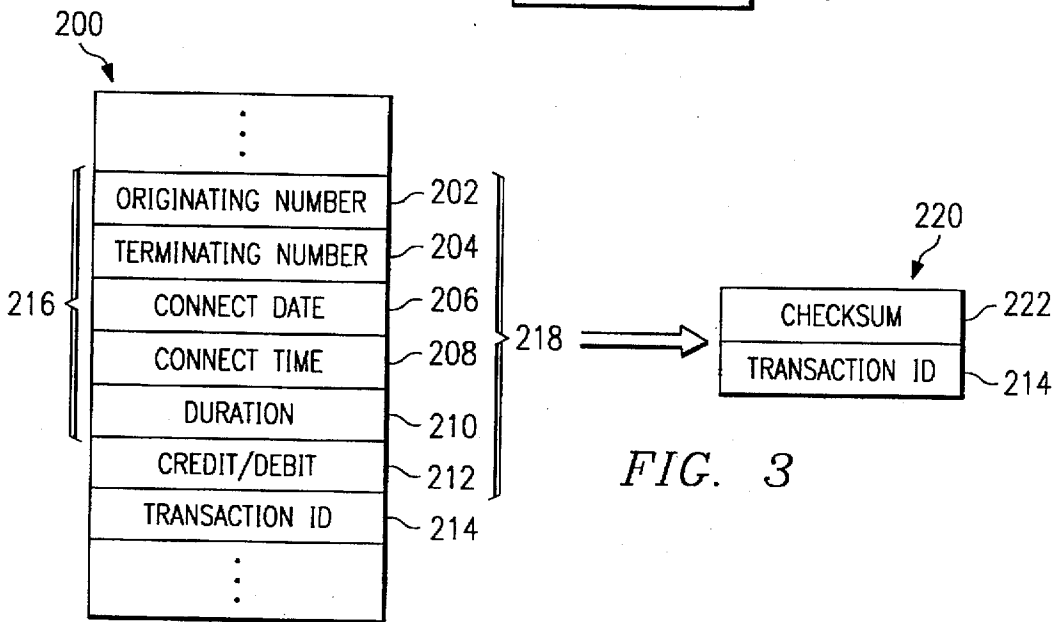 200
ORIGINATING NUMBER 202
TERMINATING NUMBER 204
220
216 CONNECT DATE 206
CHECKSUM 222
CONNECT TIME 208 218
TRANSACTION ID 214
DURATION 210
CREDIT/DEBIT 212
FIG. 3
TRANSACTION ID 214